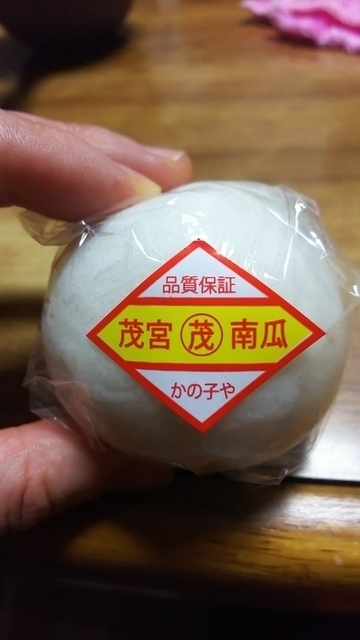 品質保証
茂宮 茂 南瓜
かの子や